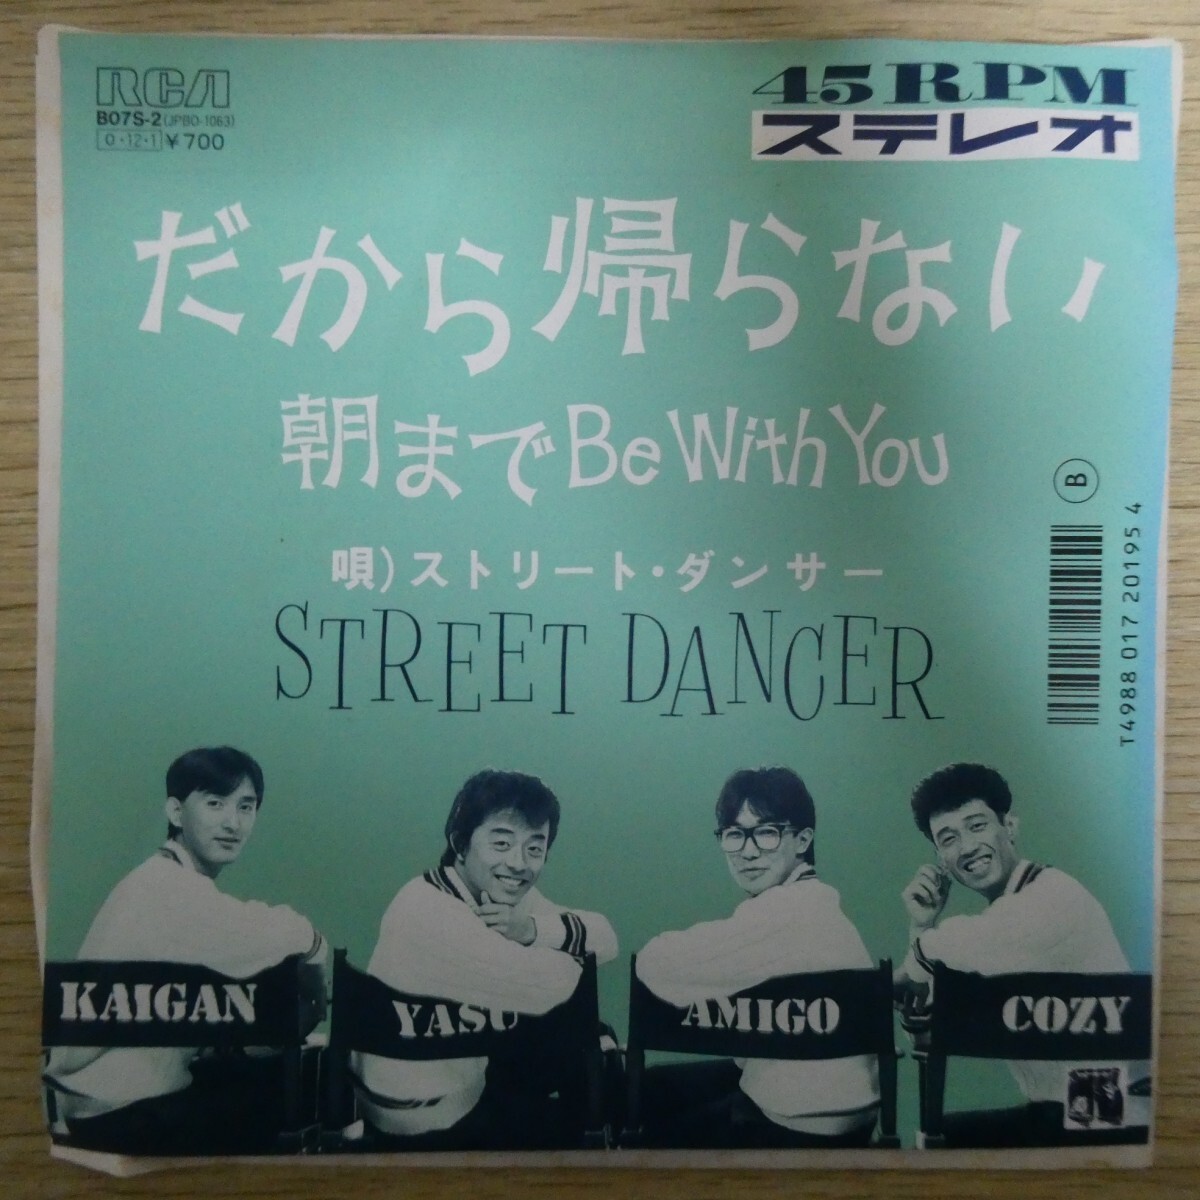 RCA
B07S-2(JPBO-1063)
0·12·1 ¥700
45RPM
ステレオ
だから帰らない
朝までBe With You
唄)ストリート・ダンサー
STREET DANCER
B
T4988 017 201954
KAIGAN
YASU
AMIGO
COZY